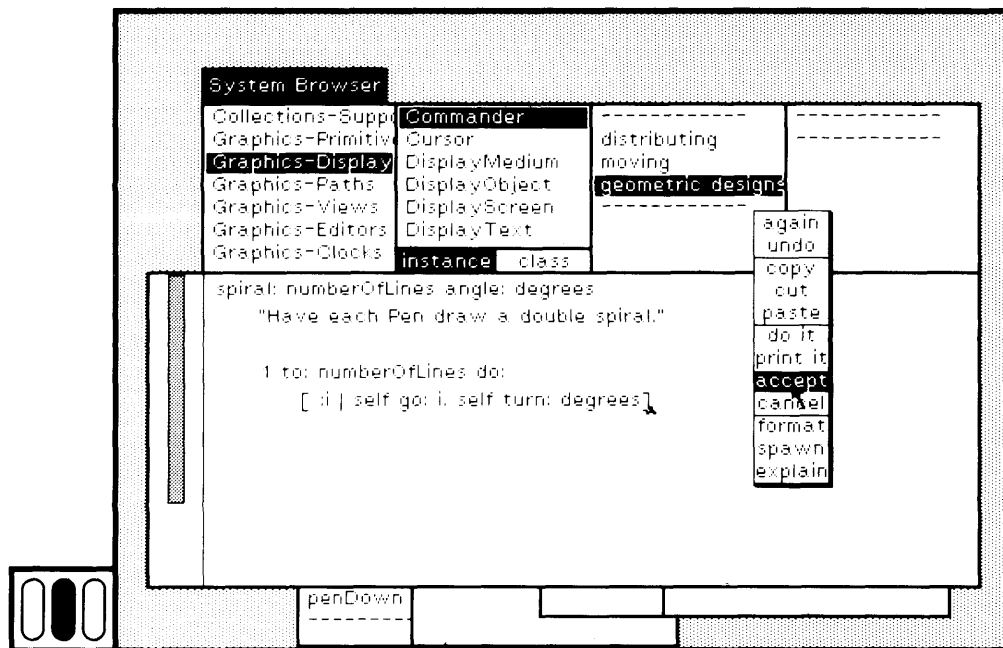 System Browser
Collections-Suppo
Graphics-Primitive
Graphics-Display
Graphics-Paths
Graphics-Views
Graphics-Editors
Graphics-Clocks
Commander
Cursor
DisplayMedium
DisplayObject
DisplayScreen
DisplayText
instance class
------------
distributing
moving
geometric designs
------------
------------
------------
again
undo
copy
cut
paste
do it
print it
accept
cancel
format
spawn
explain
spiral: numberOfLines angle: degrees
"Have each Pen draw a double spiral."
1 to: numberOfLines do:
[ :i | self go: i. self turn: degrees]
penDown
---------